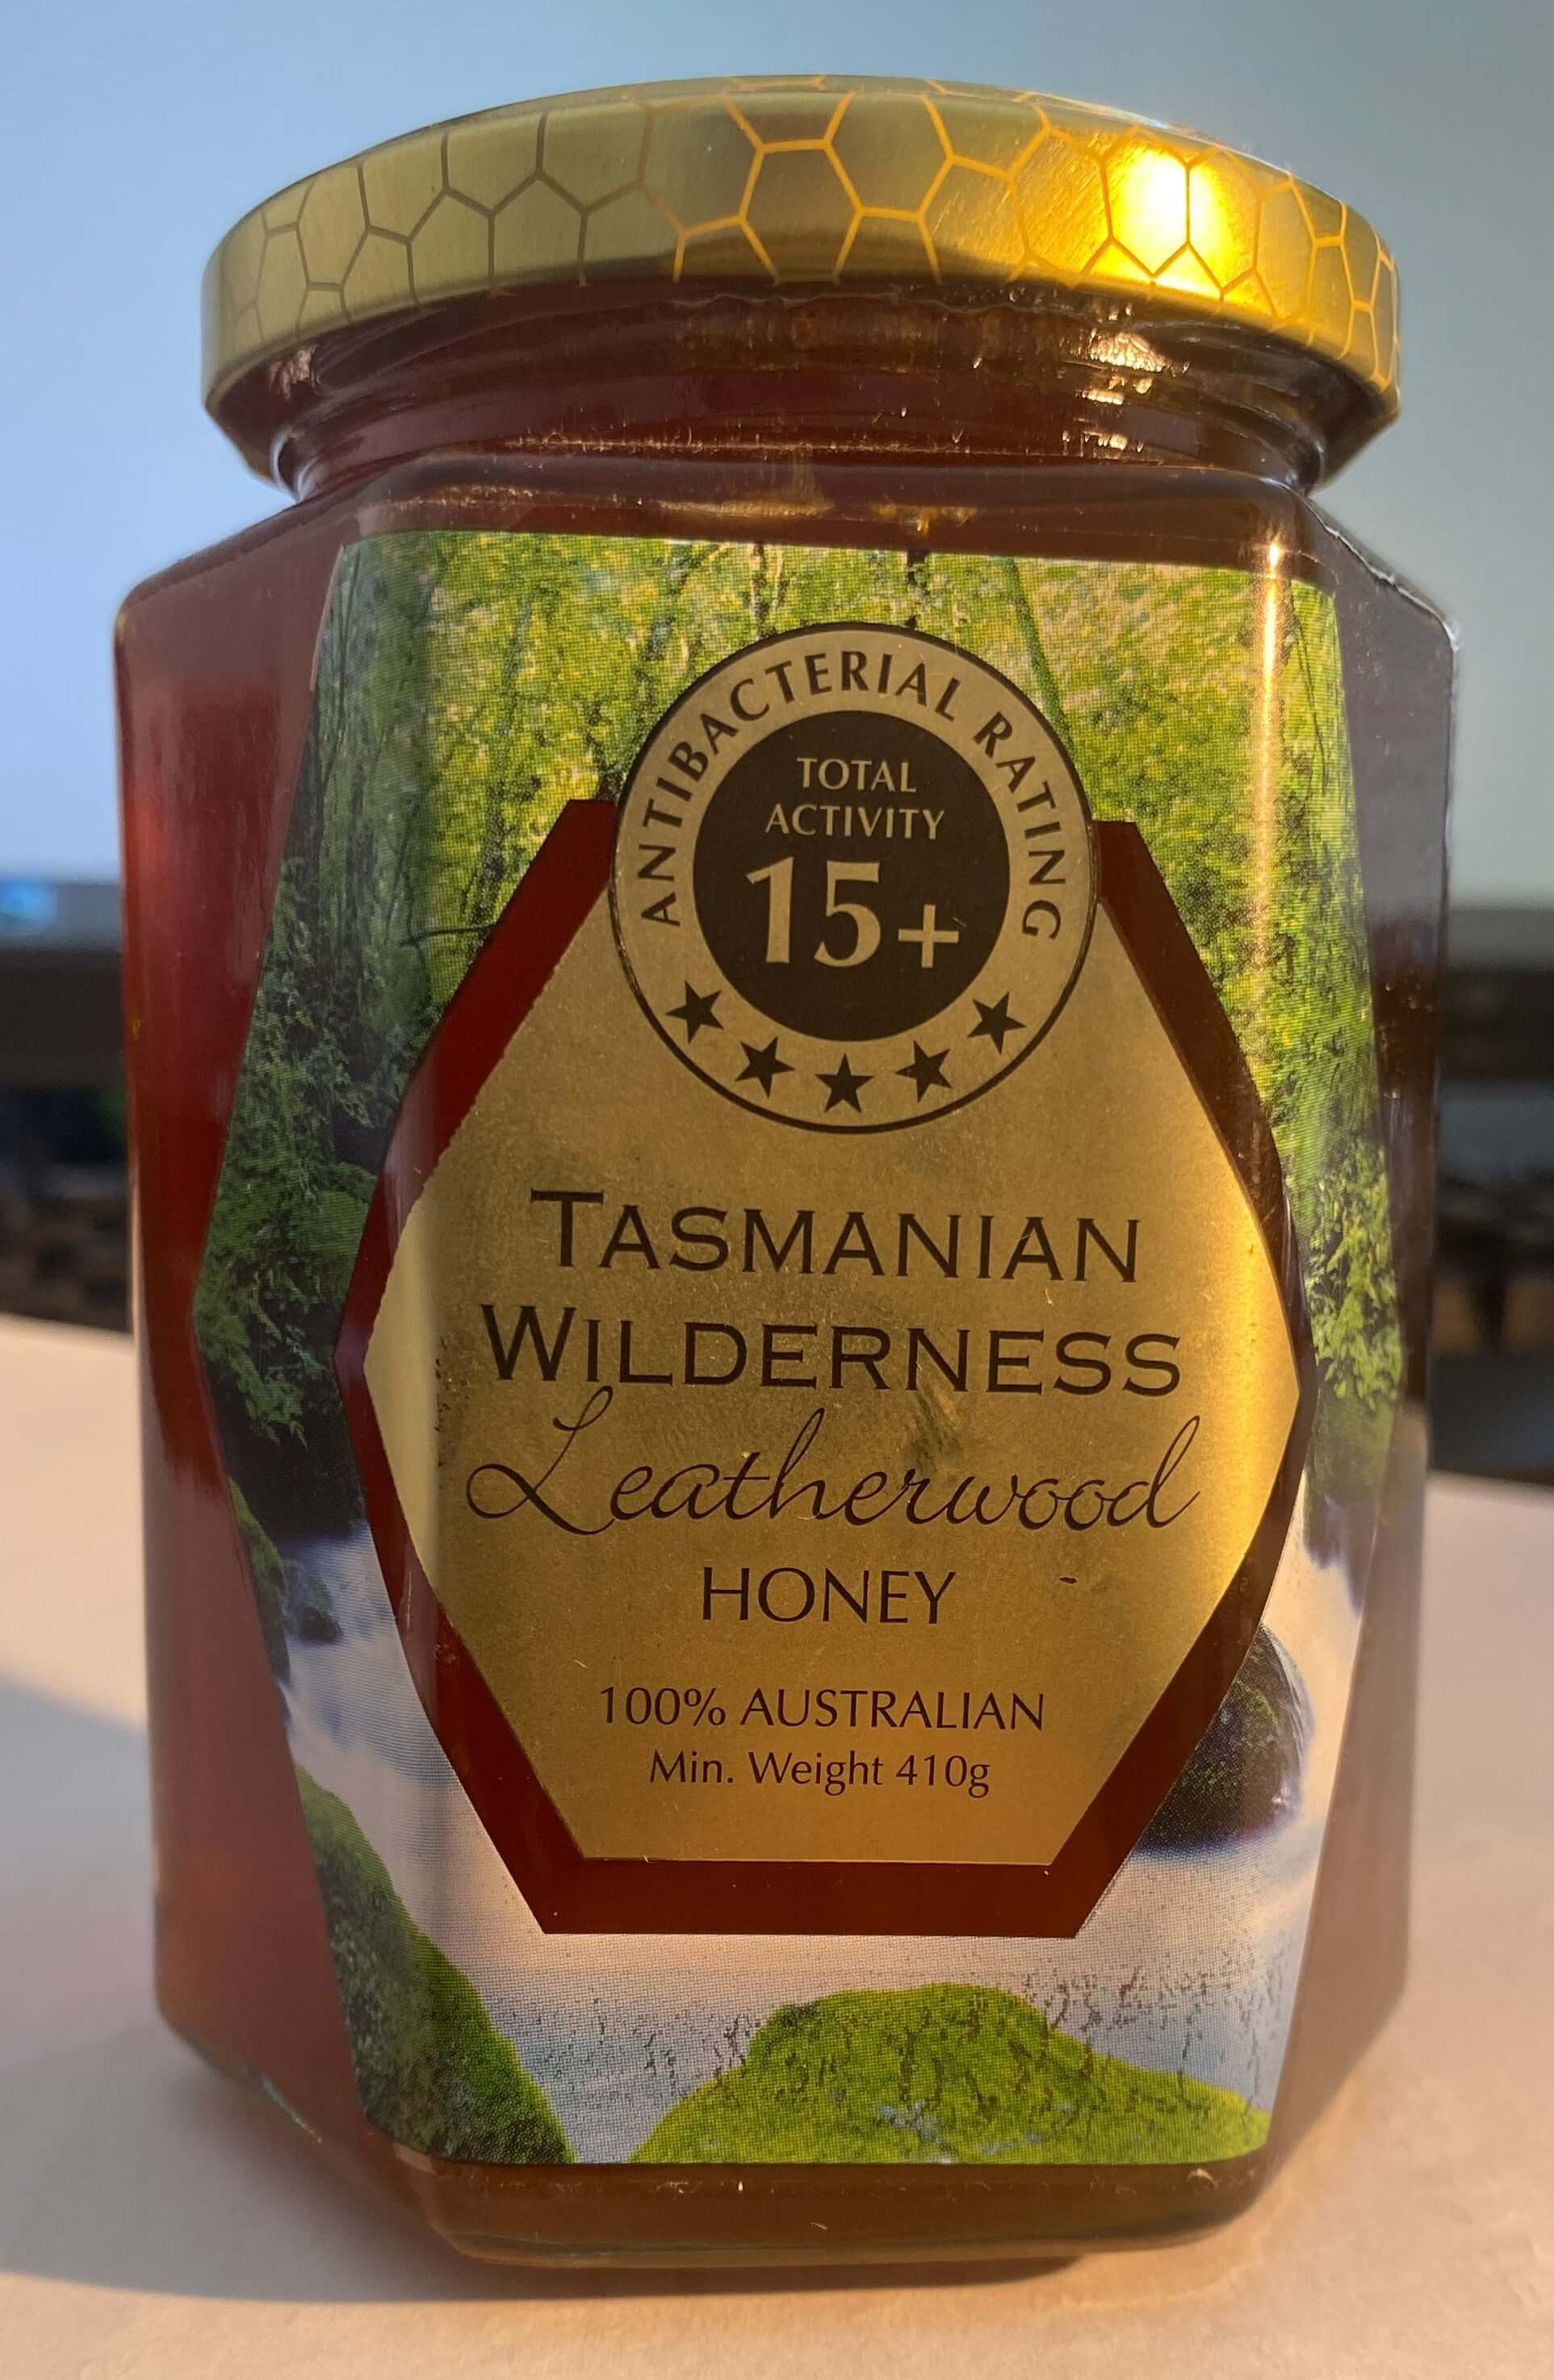 ANTIBACTERIAL RATING
TOTAL
ACTIVITY
15+
TASMANIAN
WILDERNESS
Leatherwood
HONEY
100% AUSTRALIAN
Min. Weight 410g